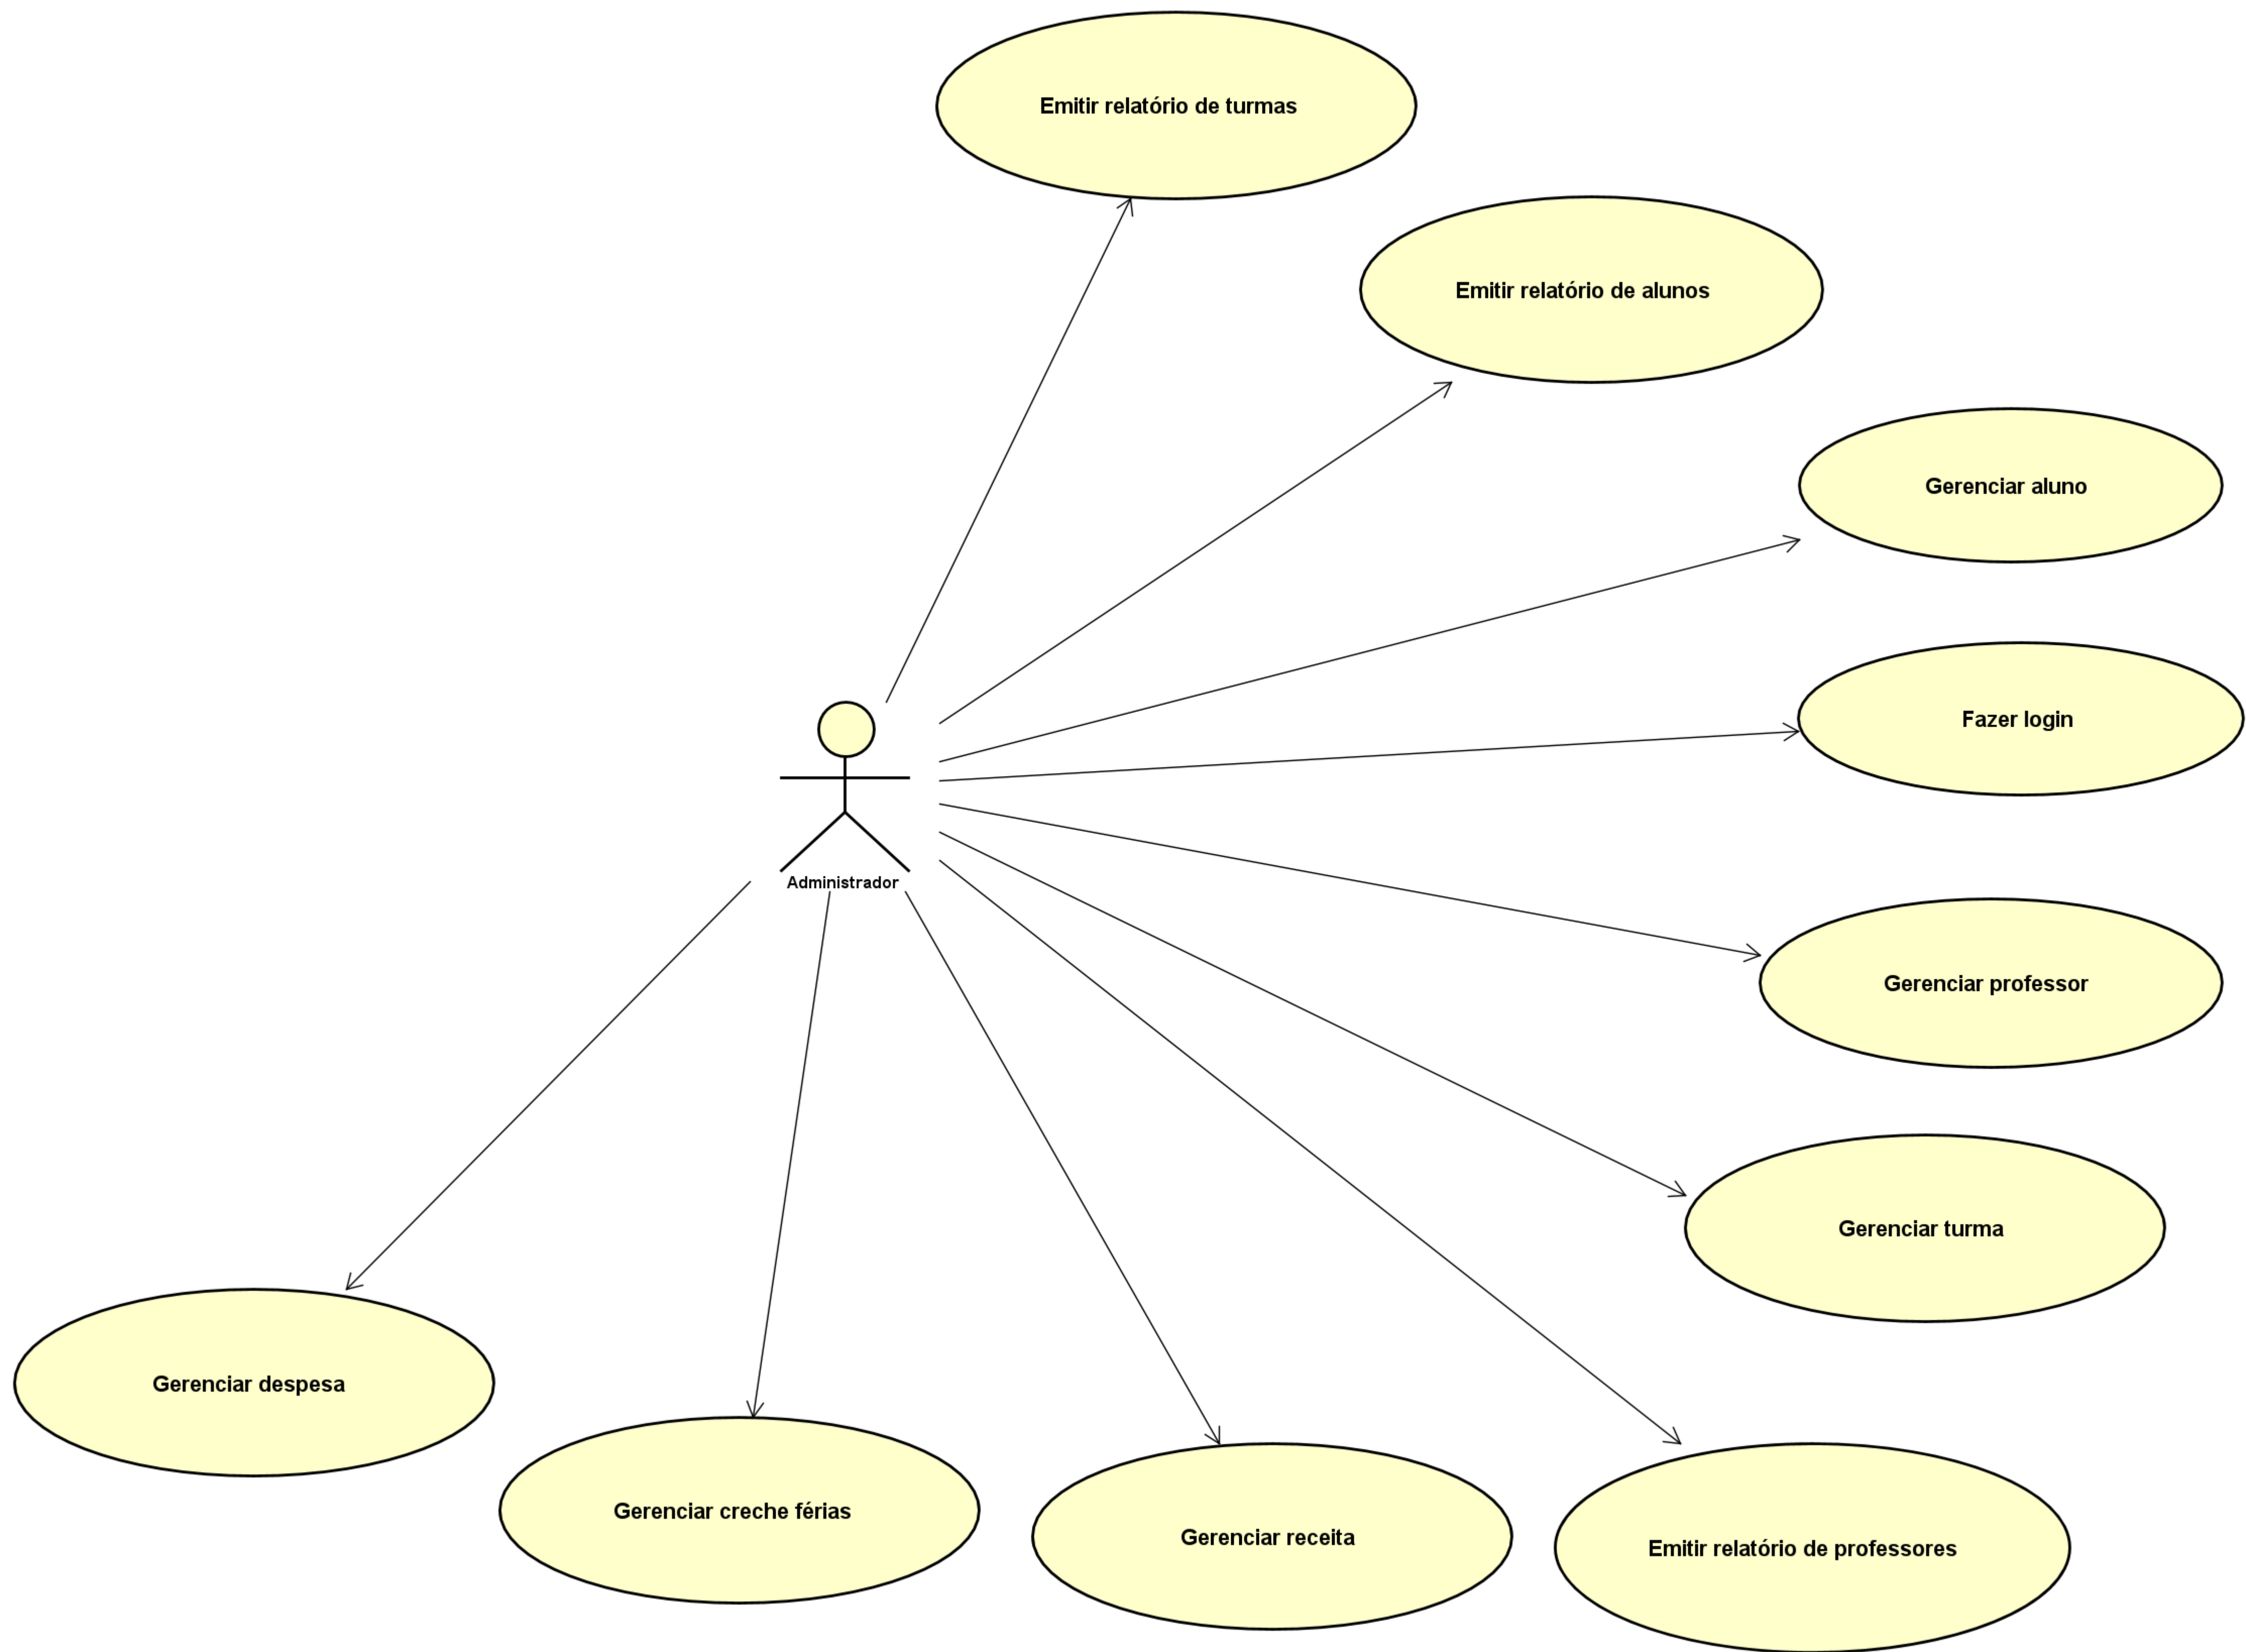 Emitir relatório de turmas
Emitir relatório de alunos
Gerenciar aluno
Fazer login
Administrador
Gerenciar professor
Gerenciar turma
Gerenciar despesa
Gerenciar creche férias
Gerenciar receita
Emitir relatório de professores